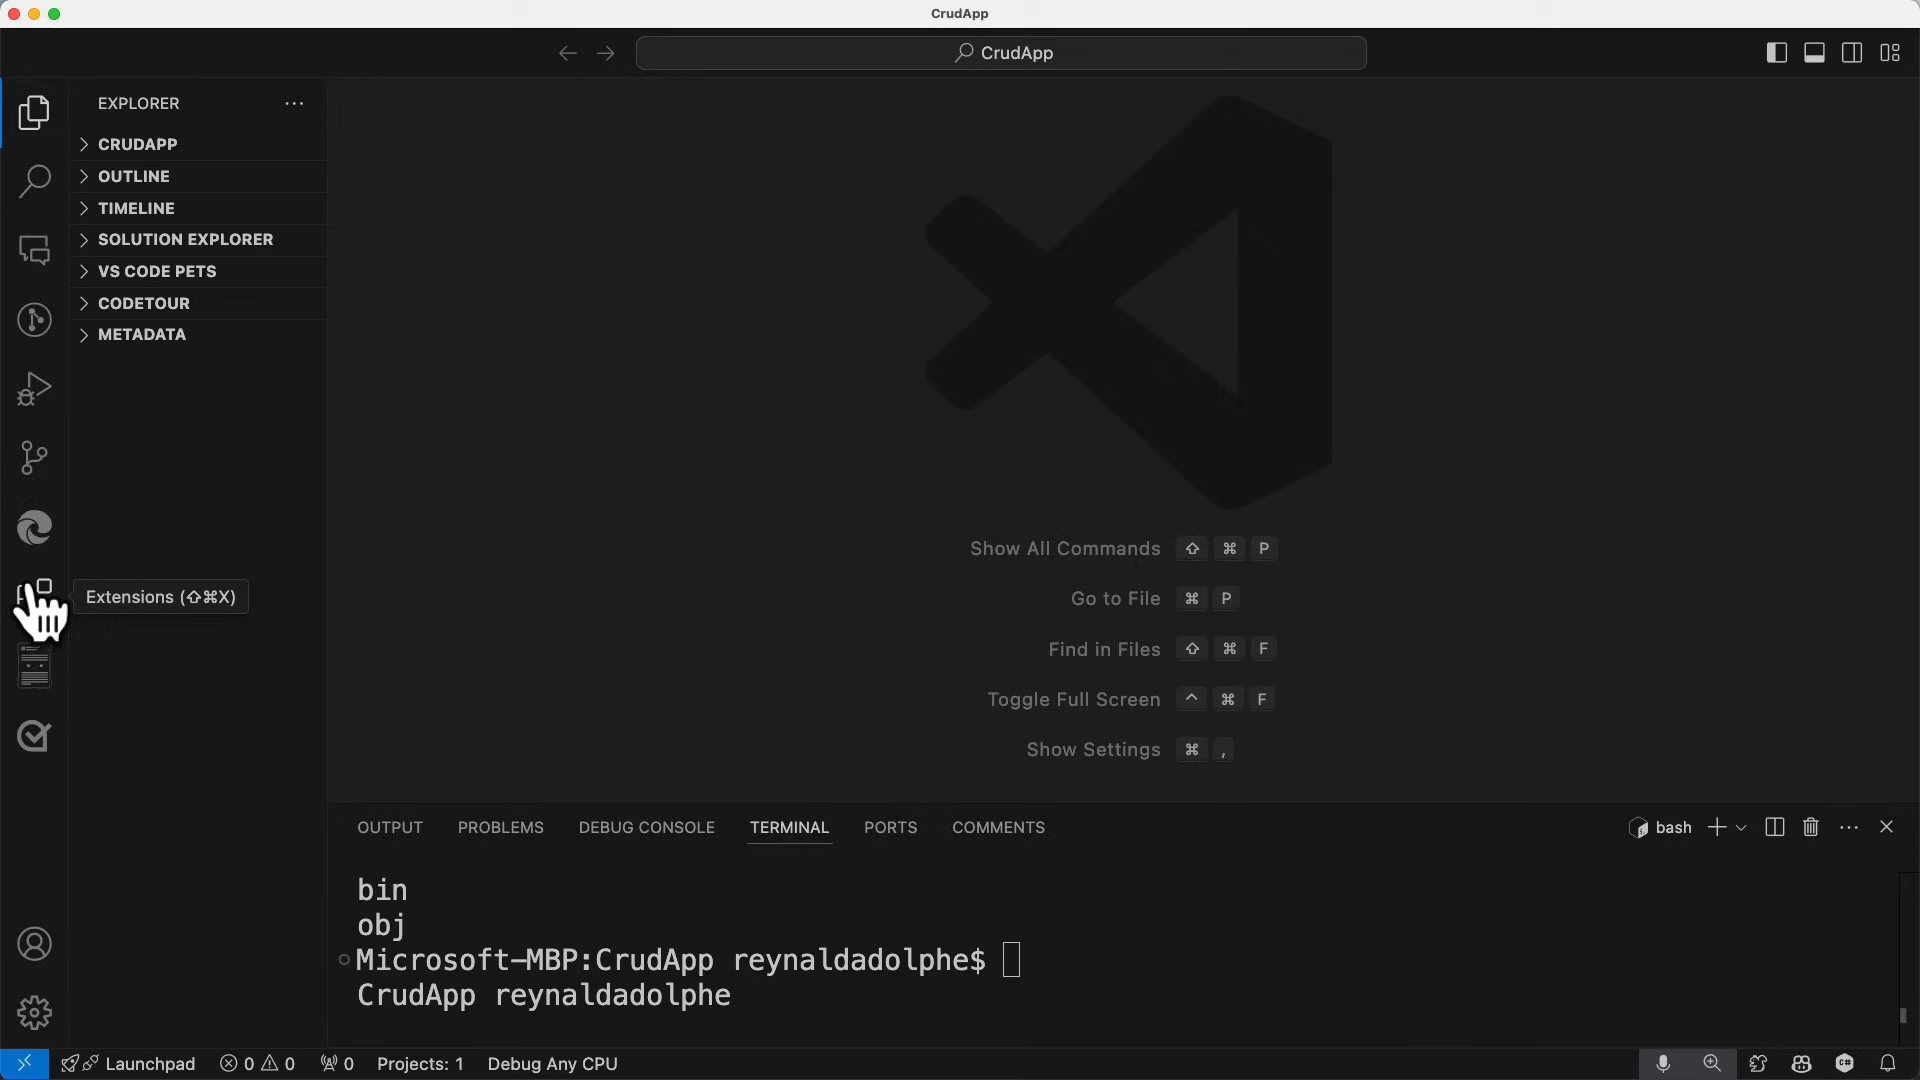 CrudApp
CrudApp
EXPLORER
CRUDAPP
OUTLINE
TIMELINE
SOLUTION EXPLORER
VS CODE PETS
CODETOUR
METADATA
Extensions (⇧⌘X)
Show All Commands ⇧ ⌘ P
Go to File ⌘ P
Find in Files ⇧ ⌘ F
Toggle Full Screen ^ ⌘ F
Show Settings ⌘ ,
OUTPUT PROBLEMS DEBUG CONSOLE TERMINAL PORTS COMMENTS bash
bin
obj
Microsoft-MBP:CrudApp reynaldadolphe$
CrudApp reynaldadolphe
Launchpad 0 0 0 Projects: 1 Debug Any CPU